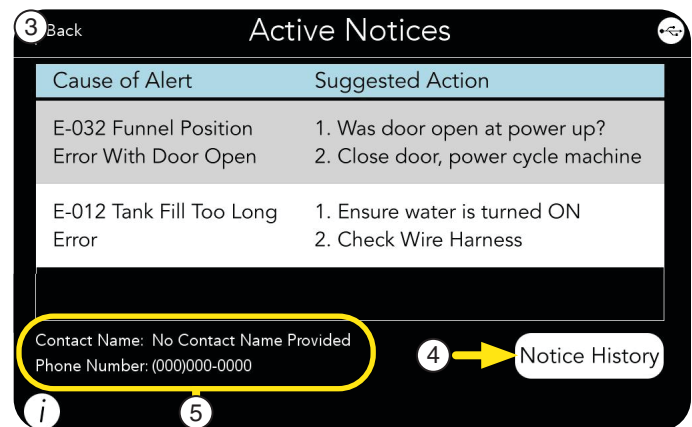 3 Back Active Notices
Cause of Alert Suggested Action
E-032 Funnel Position 1. Was door open at power up?
Error With Door Open 2. Close door, power cycle machine
E-012 Tank Fill Too Long 1. Ensure water is turned ON
Error 2. Check Wire Harness
Contact Name: No Contact Name Provided
Phone Number: (000)000-0000
4 Notice History
i 5